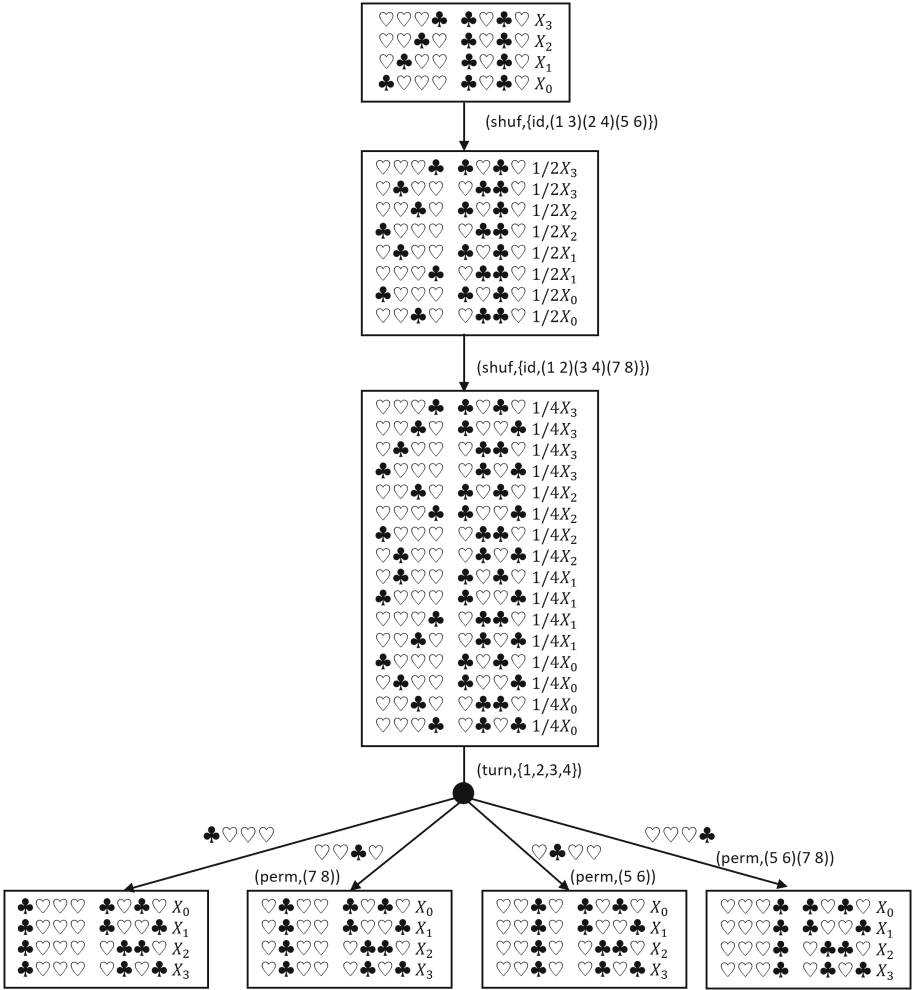 ♡♡♡♣ ♣♡♣♡ X₃
♡♡♣♡ ♣♡♣♡ X₂
♡♣♡♡ ♣♡♣♡ X₁
♣♡♡♡ ♣♡♣♡ X₀
(shuf,{id,(1 3)(2 4)(5 6)})
♡♡♡♣ ♣♡♣♡ 1/2X₃
♡♣♡♡ ♡♣♣♡ 1/2X₃
♡♡♣♡ ♣♡♣♡ 1/2X₂
♣♡♡♡ ♡♣♣♡ 1/2X₂
♡♣♡♡ ♣♡♣♡ 1/2X₁
♡♡♡♣ ♡♣♣♡ 1/2X₁
♣♡♡♡ ♣♡♣♡ 1/2X₀
♡♡♣♡ ♡♣♣♡ 1/2X₀
(shuf,{id,(1 2)(3 4)(7 8)})
♡♡♡♣ ♣♡♣♡ 1/4X₃
♡♡♣♡ ♣♡♡♣ 1/4X₃
♡♣♡♡ ♡♣♣♡ 1/4X₃
♣♡♡♡ ♡♣♡♣ 1/4X₃
♡♡♣♡ ♣♡♣♡ 1/4X₂
♡♡♡♣ ♣♡♡♣ 1/4X₂
♣♡♡♡ ♡♣♣♡ 1/4X₂
♡♣♡♡ ♡♣♡♣ 1/4X₂
♡♣♡♡ ♣♡♣♡ 1/4X₁
♣♡♡♡ ♣♡♡♣ 1/4X₁
♡♡♡♣ ♡♣♣♡ 1/4X₁
♡♡♣♡ ♡♣♡♣ 1/4X₁
♣♡♡♡ ♣♡♣♡ 1/4X₀
♡♣♡♡ ♣♡♡♣ 1/4X₀
♡♡♣♡ ♡♣♣♡ 1/4X₀
♡♡♡♣ ♡♣♡♣ 1/4X₀
(turn,{1,2,3,4})
♣♡♡♡
♣♡♡♡ ♣♡♣♡ X₀
♣♡♡♡ ♣♡♡♣ X₁
♣♡♡♡ ♡♣♣♡ X₂
♣♡♡♡ ♡♣♡♣ X₃
♡♡♣♡
(perm,(7 8))
♡♣♡♡ ♣♡♣♡ X₀
♡♣♡♡ ♣♡♡♣ X₁
♡♣♡♡ ♡♣♣♡ X₂
♡♣♡♡ ♡♣♡♣ X₃
♡♣♡♡
(perm,(5 6))
♡♡♣♡ ♣♡♣♡ X₀
♡♡♣♡ ♣♡♡♣ X₁
♡♡♣♡ ♡♣♣♡ X₂
♡♡♣♡ ♡♣♡♣ X₃
♡♡♡♣
(perm,(5 6)(7 8))
♡♡♡♣ ♣♡♣♡ X₀
♡♡♡♣ ♣♡♡♣ X₁
♡♡♡♣ ♡♣♣♡ X₂
♡♡♡♣ ♡♣♡♣ X₃